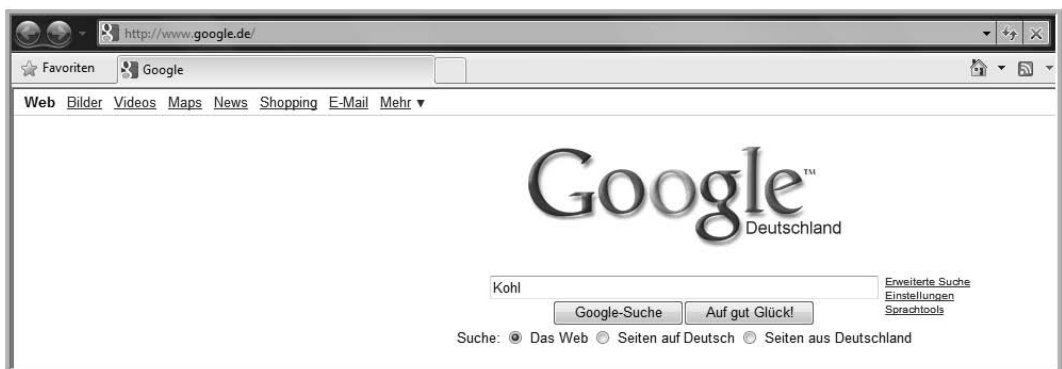 http://www.google.de/
Favoriten Google
Web Bilder Videos Maps News Shopping E-Mail Mehr ▼
Google™
Deutschland
Kohl
Erweiterte Suche
Einstellungen
Sprachtools
Google-Suche Auf gut Glück!
Suche: Das Web Seiten auf Deutsch Seiten aus Deutschland